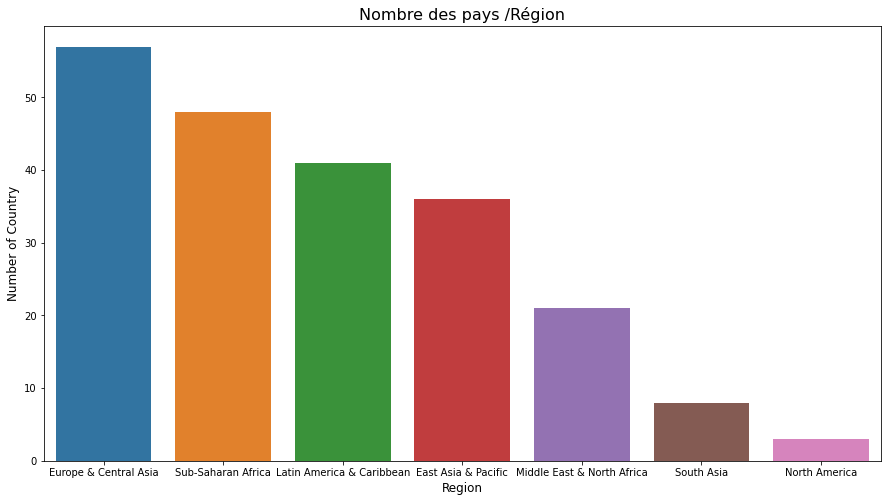 Nombre des pays /Région
Number of Country
50
40
30
20
10
0
Europe & Central Asia
Sub-Saharan Africa
Latin America & Caribbean
East Asia & Pacific
Middle East & North Africa
South Asia
North America
Region